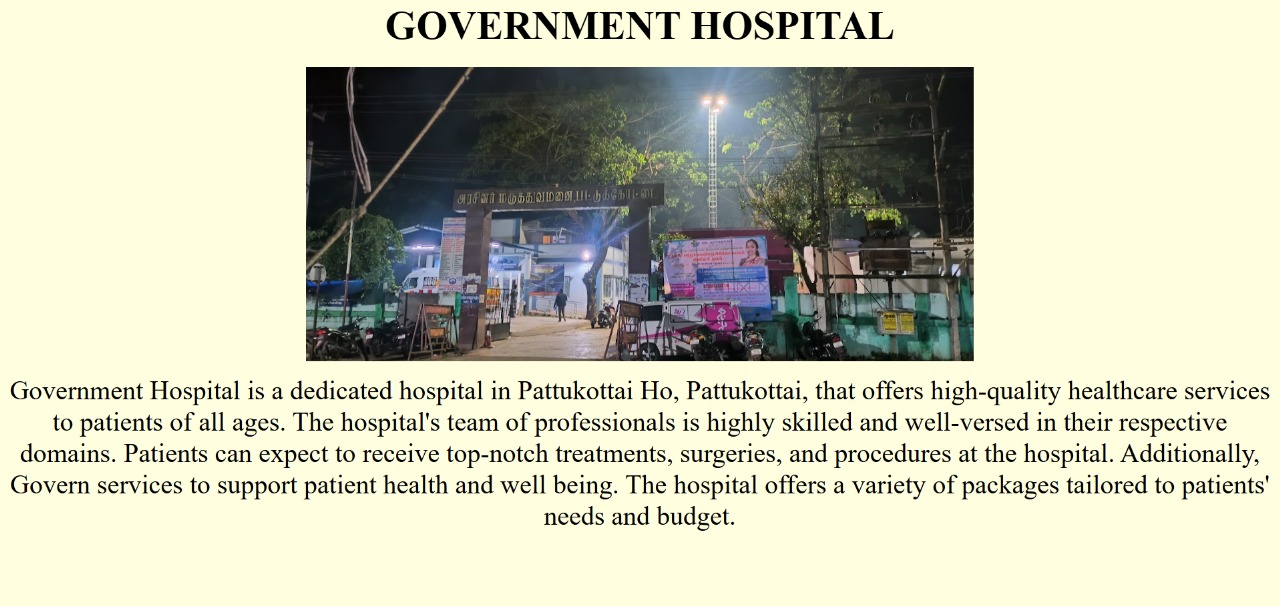 GOVERNMENT HOSPITAL
அரசினர் மருத்துவமனை,பட்டுக்கோட்டை
Government Hospital is a dedicated hospital in Pattukottai Ho, Pattukottai, that offers high-quality healthcare services
to patients of all ages. The hospital's team of professionals is highly skilled and well-versed in their respective
domains. Patients can expect to receive top-notch treatments, surgeries, and procedures at the hospital. Additionally,
Govern services to support patient health and well being. The hospital offers a variety of packages tailored to patients'
needs and budget.